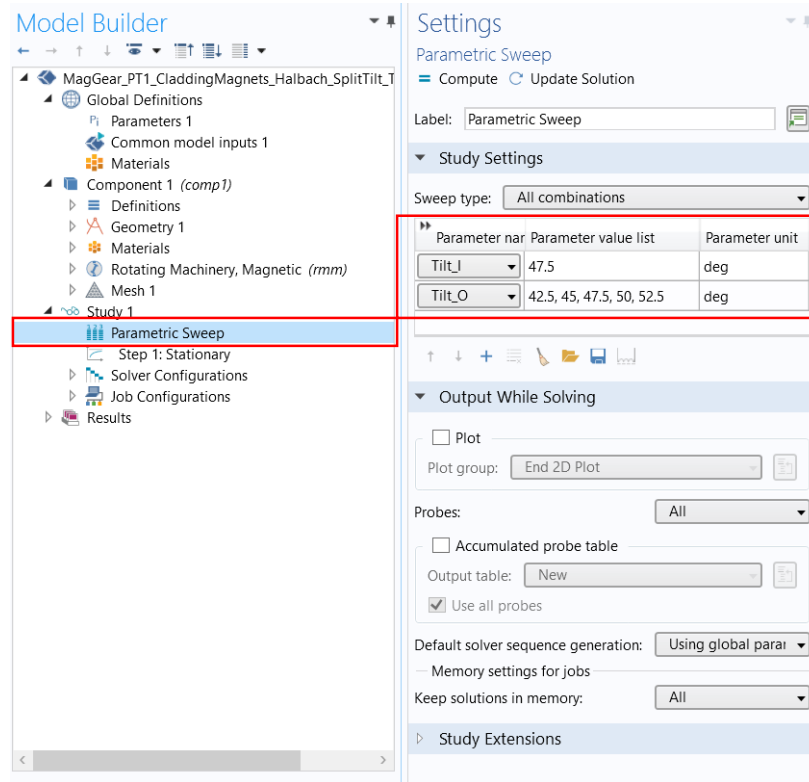 Model Builder
MagGear_PT1_CladdingMagnets_Halbach_SplitTilt_T
Global Definitions
Pi Parameters 1
Common model inputs 1
Materials
Component 1 (comp1)
Definitions
Geometry 1
Materials
Rotating Machinery, Magnetic (rmm)
Mesh 1
Study 1
Parametric Sweep
Step 1: Stationary
Solver Configurations
Job Configurations
Results
Settings
Parametric Sweep
= Compute Update Solution
Label: Parametric Sweep
Study Settings
Sweep type: All combinations
Parameter nar Parameter value list Parameter unit
Tilt_I 47.5 deg
Tilt_O 42.5, 45, 47.5, 50, 52.5 deg
Output While Solving
Plot
Plot group: End 2D Plot
Probes: All
Accumulated probe table
Output table: New
Use all probes
Default solver sequence generation: Using global parar
Memory settings for jobs
Keep solutions in memory: All
Study Extensions